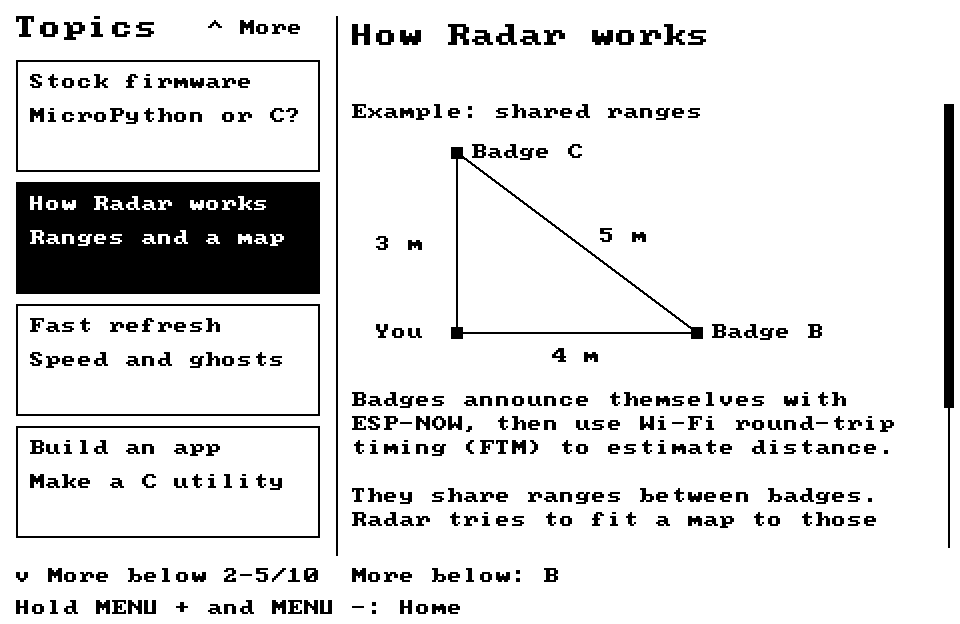 Topics ^ More
Stock firmware
MicroPython or C?
How Radar works
Ranges and a map
Fast refresh
Speed and ghosts
Build an app
Make a C utility
v More below 2-5/10
How Radar works
Example: shared ranges
Badge C
3 m
5 m
You
Badge B
4 m
Badges announce themselves with
ESP-NOW, then use Wi-Fi round-trip
timing (FTM) to estimate distance.
They share ranges between badges.
Radar tries to fit a map to those
More below: B
Hold MENU + and MENU -: Home